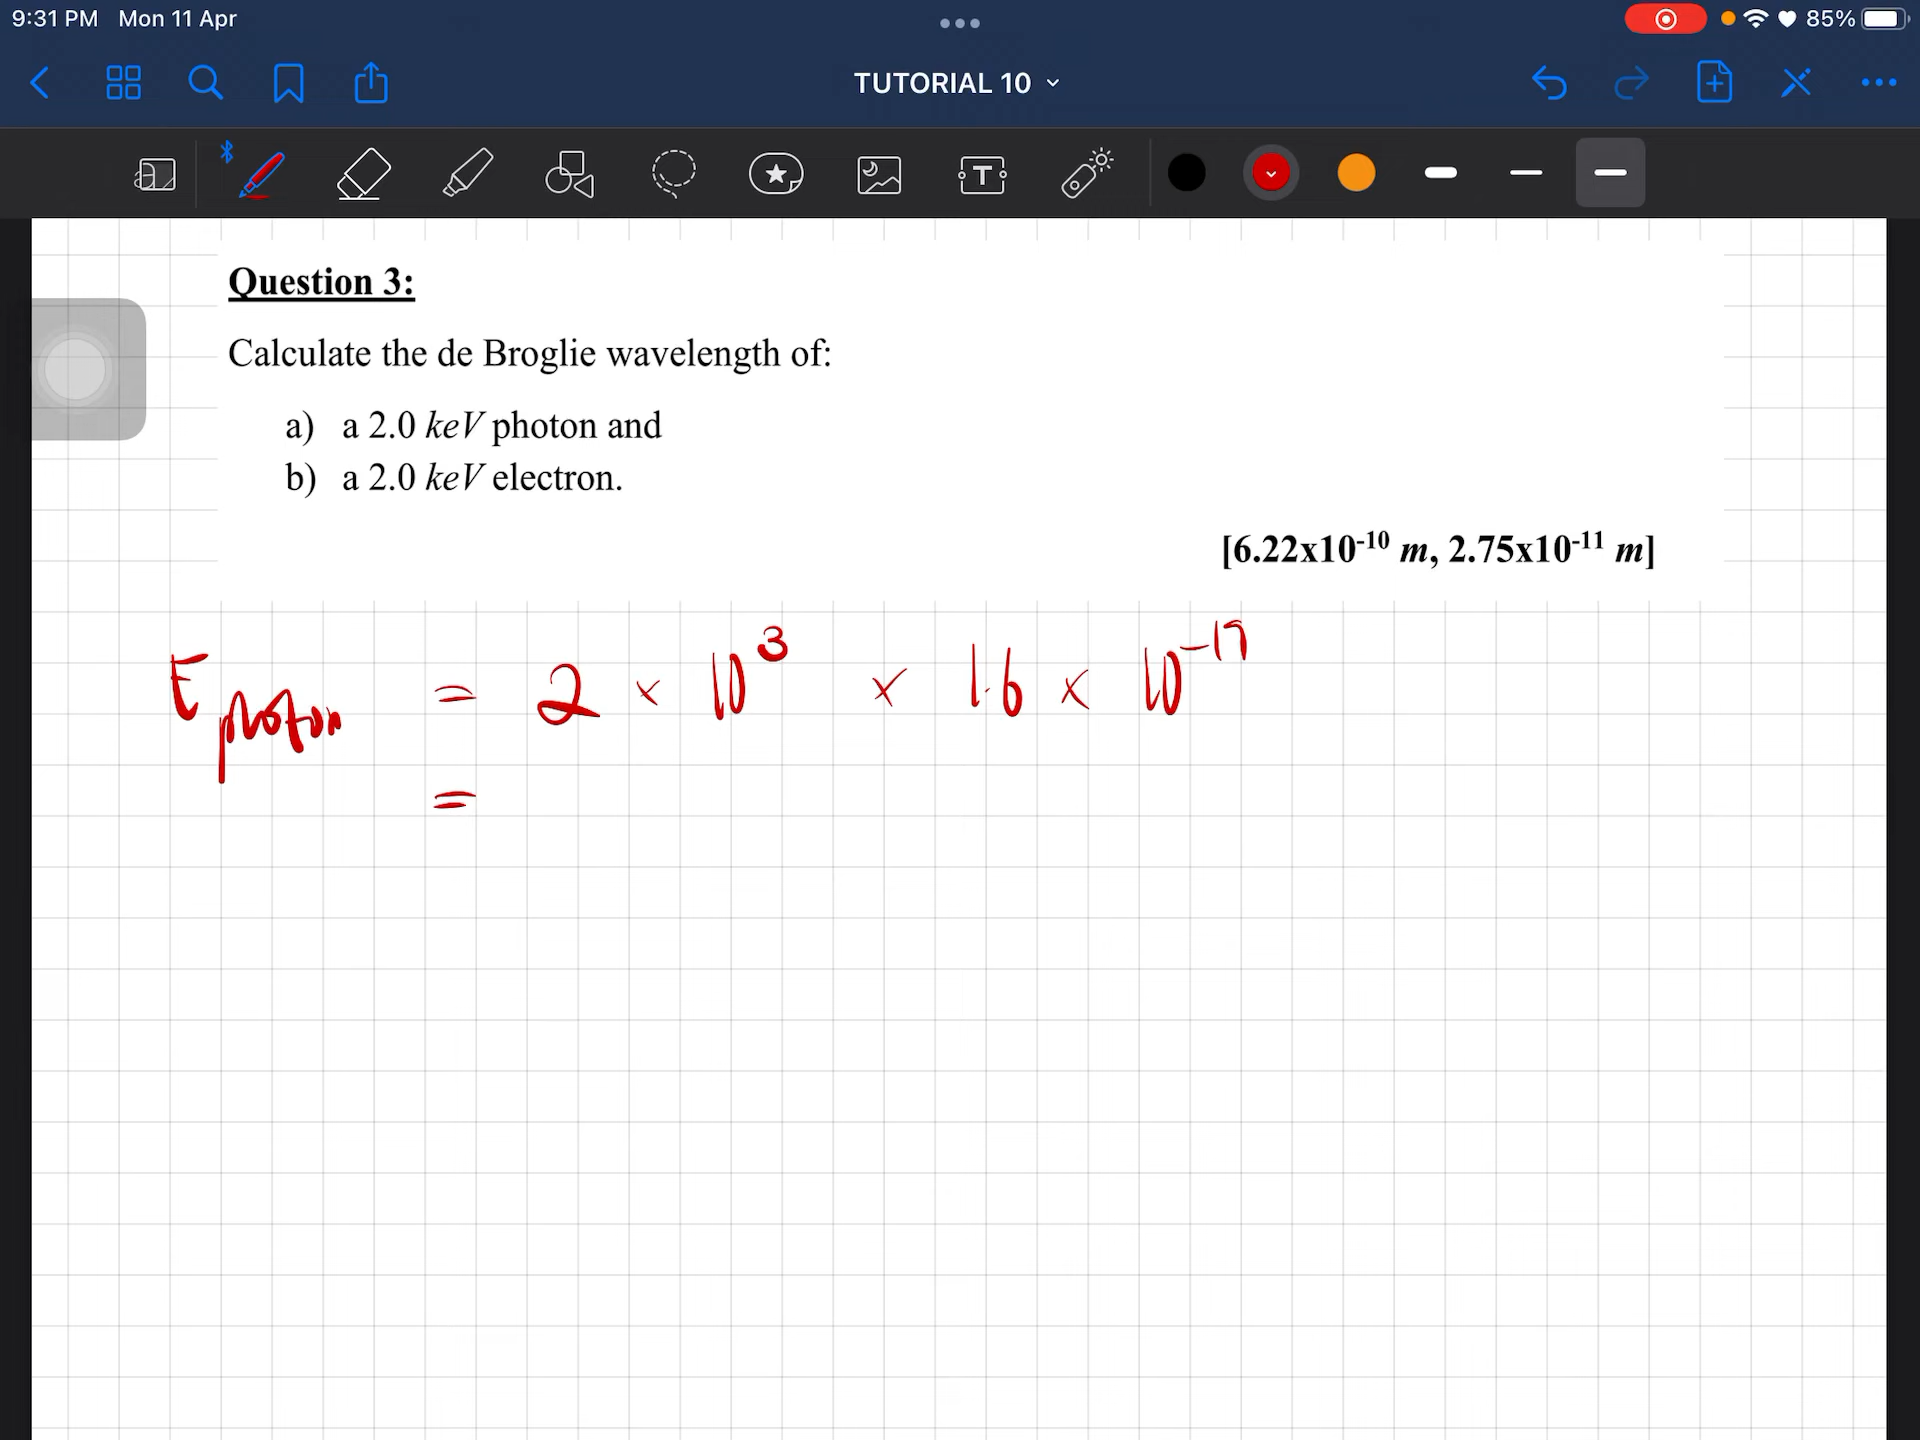 9:31 PM Mon 11 Apr
85%
TUTORIAL 10
Question 3:
Calculate the de Broglie wavelength of:
a) a 2.0 keV photon and
b) a 2.0 keV electron.
[6.22x10⁻¹⁰ m, 2.75x10⁻¹¹ m]
E photon = 2 × 10³ × 1.6 × 10⁻¹⁹
=